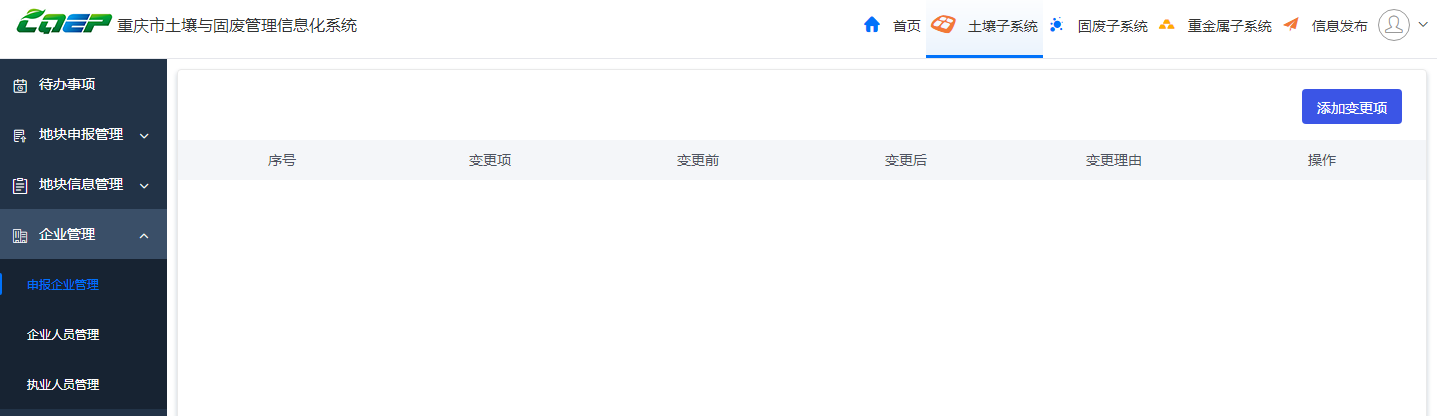 CQEP 重庆市土壤与固废管理信息化系统 首页 土壤子系统 固废子系统 重金属子系统 信息发布
待办事项
地块申报管理
地块信息管理
企业管理
申报企业管理
企业人员管理
执业人员管理
添加变更项
序号 变更项 变更前 变更后 变更理由 操作